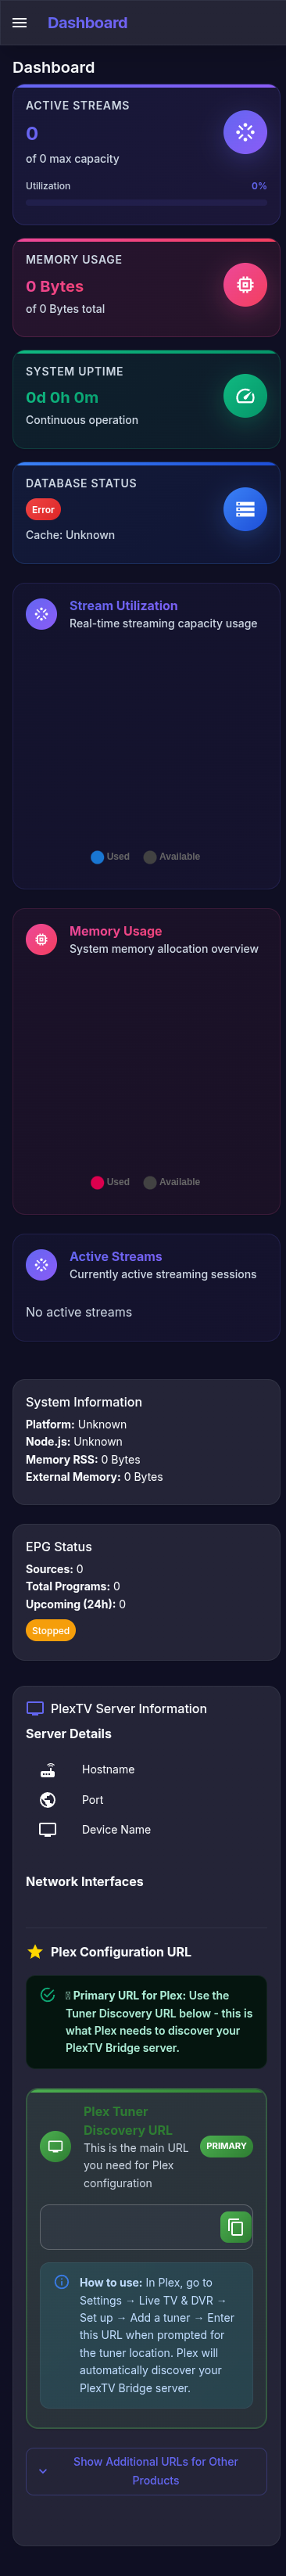 Dashboard
Dashboard
ACTIVE STREAMS
0
of 0 max capacity
Utilization 0%
MEMORY USAGE
0 Bytes
of 0 Bytes total
SYSTEM UPTIME
0d 0h 0m
Continuous operation
DATABASE STATUS
Error
Cache: Unknown
Stream Utilization
Real-time streaming capacity usage
Used Available
Memory Usage
System memory allocation overview
Used Available
Active Streams
Currently active streaming sessions
No active streams
System Information
Platform: Unknown
Node.js: Unknown
Memory RSS: 0 Bytes
External Memory: 0 Bytes
EPG Status
Sources: 0
Total Programs: 0
Upcoming (24h): 0
Stopped
PlexTV Server Information
Server Details
Hostname
Port
Device Name
Network Interfaces
Plex Configuration URL
Primary URL for Plex: Use the
Tuner Discovery URL below - this is
what Plex needs to discover your
PlexTV Bridge server.
Plex Tuner
Discovery URL
This is the main URL
you need for Plex
configuration
PRIMARY
How to use: In Plex, go to
Settings → Live TV & DVR →
Set up → Add a tuner → Enter
this URL when prompted for
the tuner location. Plex will
automatically discover your
PlexTV Bridge server.
Show Additional URLs for Other
Products